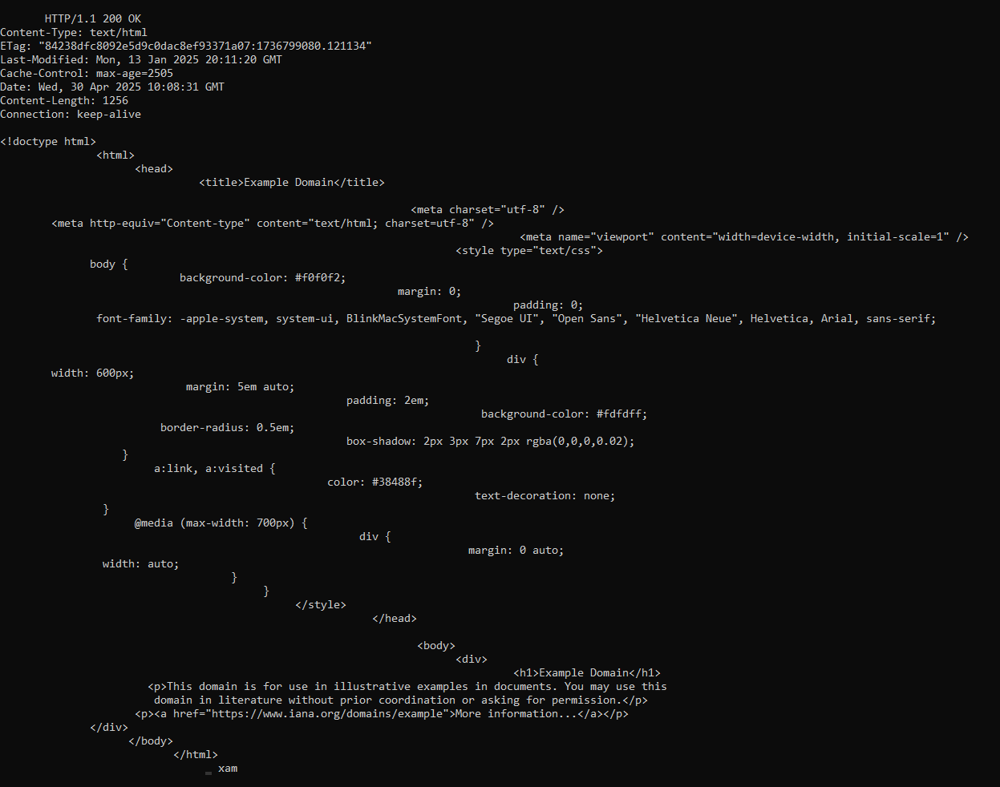 HTTP/1.1 200 OK
Content-Type: text/html
ETag: "84238dfc8092e5d9c0dac8ef93371a07:1736799080.121134"
Last-Modified: Mon, 13 Jan 2025 20:11:20 GMT
Cache-Control: max-age=2505
Date: Wed, 30 Apr 2025 10:08:31 GMT
Content-Length: 1256
Connection: keep-alive
<!doctype html>
<html>
<head>
<title>Example Domain</title>
<meta charset="utf-8" />
<meta http-equiv="Content-type" content="text/html; charset=utf-8" />
<meta name="viewport" content="width=device-width, initial-scale=1" />
<style type="text/css">
body {
background-color: #f0f0f2;
margin: 0;
padding: 0;
font-family: -apple-system, system-ui, BlinkMacSystemFont, "Segoe UI", "Open Sans", "Helvetica Neue", Helvetica, Arial, sans-serif;
}
div {
width: 600px;
margin: 5em auto;
padding: 2em;
background-color: #fdfdff;
border-radius: 0.5em;
box-shadow: 2px 3px 7px 2px rgba(0,0,0,0.02);
}
a:link, a:visited {
color: #38488f;
text-decoration: none;
}
@media (max-width: 700px) {
div {
margin: 0 auto;
width: auto;
}
}
</style>
</head>
<body>
<div>
<h1>Example Domain</h1>
<p>This domain is for use in illustrative examples in documents. You may use this
domain in literature without prior coordination or asking for permission.</p>
<p><a href="https://www.iana.org/domains/example">More information...</a></p>
</div>
</body>
</html>
xam